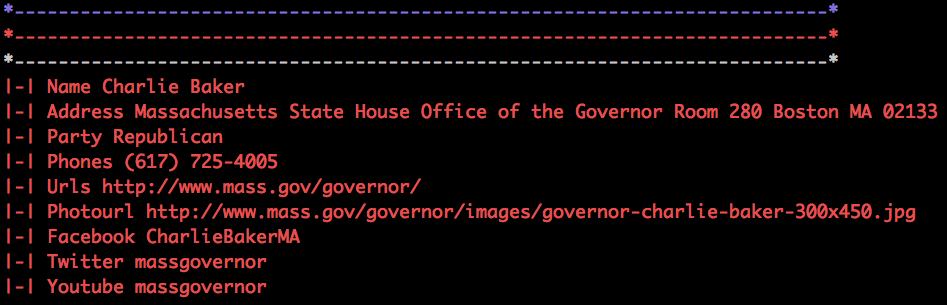 *--------------------------------------------------------------------------*
*--------------------------------------------------------------------------*
*--------------------------------------------------------------------------*
|-| Name Charlie Baker
|-| Address Massachusetts State House Office of the Governor Room 280 Boston MA 02133
|-| Party Republican
|-| Phones (617) 725-4005
|-| Urls http://www.mass.gov/governor/
|-| Photourl http://www.mass.gov/governor/images/governor-charlie-baker-300x450.jpg
|-| Facebook CharlieBakerMA
|-| Twitter massgovernor
|-| Youtube massgovernor